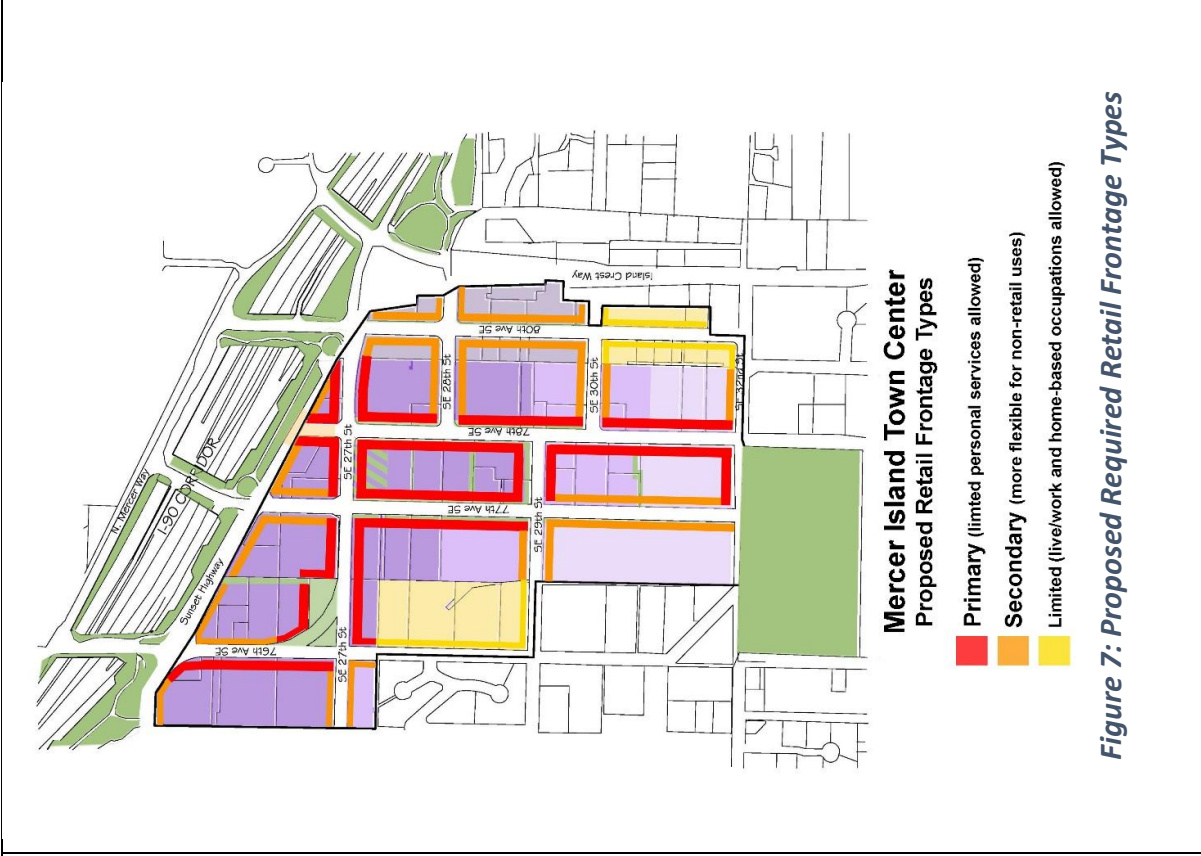 N. Mercer Way
I-90 CORRIDOR
Sunset Highway
SE 27th St
SE 27th St
76th Ave SE
77th Ave SE
78th Ave SE
80th Ave SE
Island Crest Way
SE 28th St
SE 29th St
SE 30th St
SE 32nd St
Mercer Island Town Center
Proposed Retail Frontage Types
Primary (limited personal services allowed)
Secondary (more flexible for non-retail uses)
Limited (live/work and home-based occupations allowed)
Figure 7: Proposed Required Retail Frontage Types